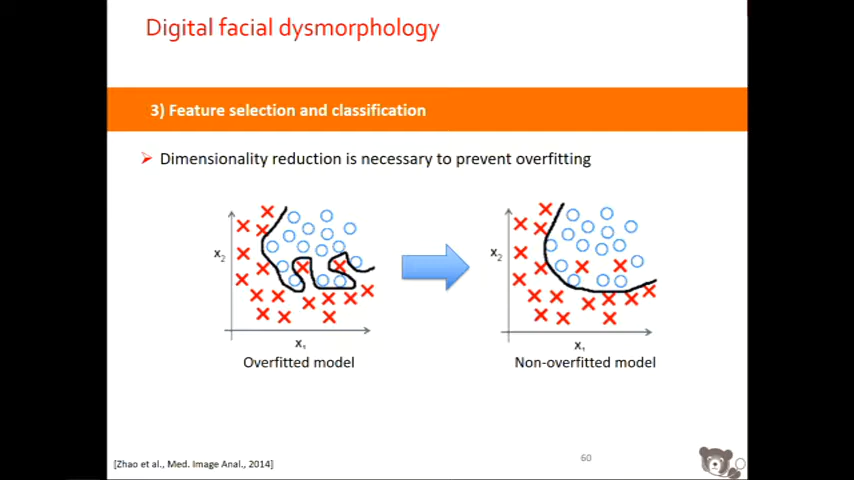 Digital facial dysmorphology
3) Feature selection and classification
Dimensionality reduction is necessary to prevent overfitting
x2
x2
x1
x1
Overfitted model
Non-overfitted model
[Zhao et al., Med. Image Anal., 2014]
60